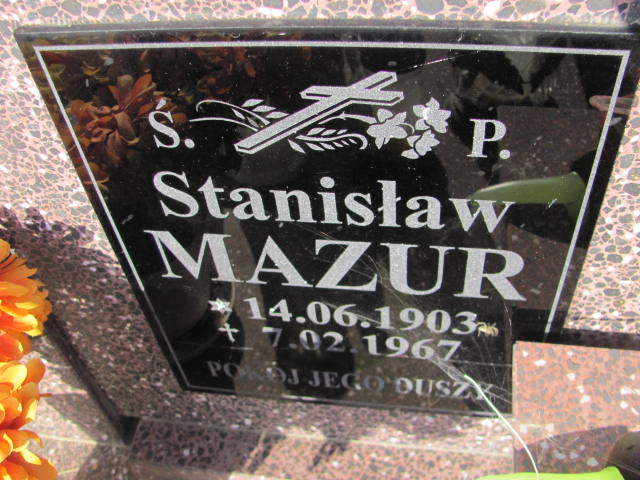 Ś. P.
Stanisław
MAZUR
* 14.06.1903
† 7.02.1967
POKÓJ JEGO DUSZY